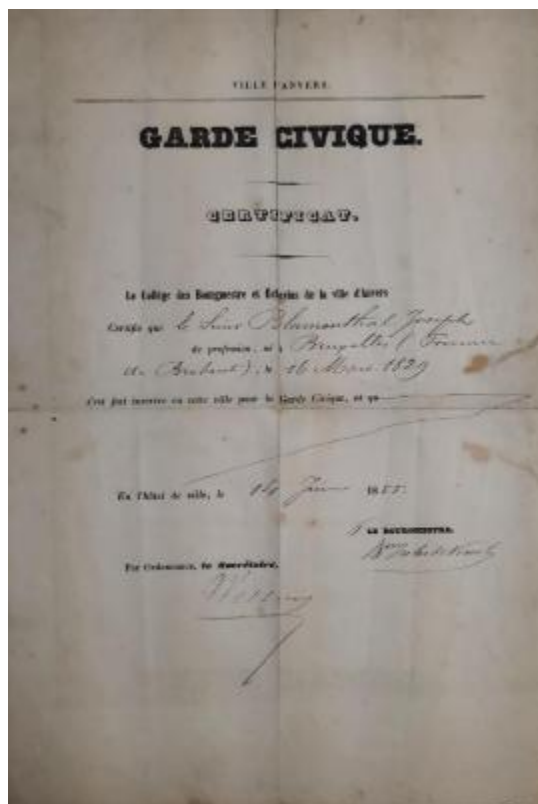 VILLE D'ANVERS.
GARDE CIVIQUE.
CERTIFICAT.
Le Collège des Bourgmestre et Echevins de la ville d'Anvers
Certifie que le Sieur Blumenthal Joseph
de profession, né à Bruxelles (Province
de Brabant), le 16 Mars 1829
s'est fait inscrire en cette ville pour la Garde Civique, et qu
En l'hôtel de ville, le 14 Juin 1855.
LE BOURGMESTRE,
Par Ordonnance, le Secrétaire,